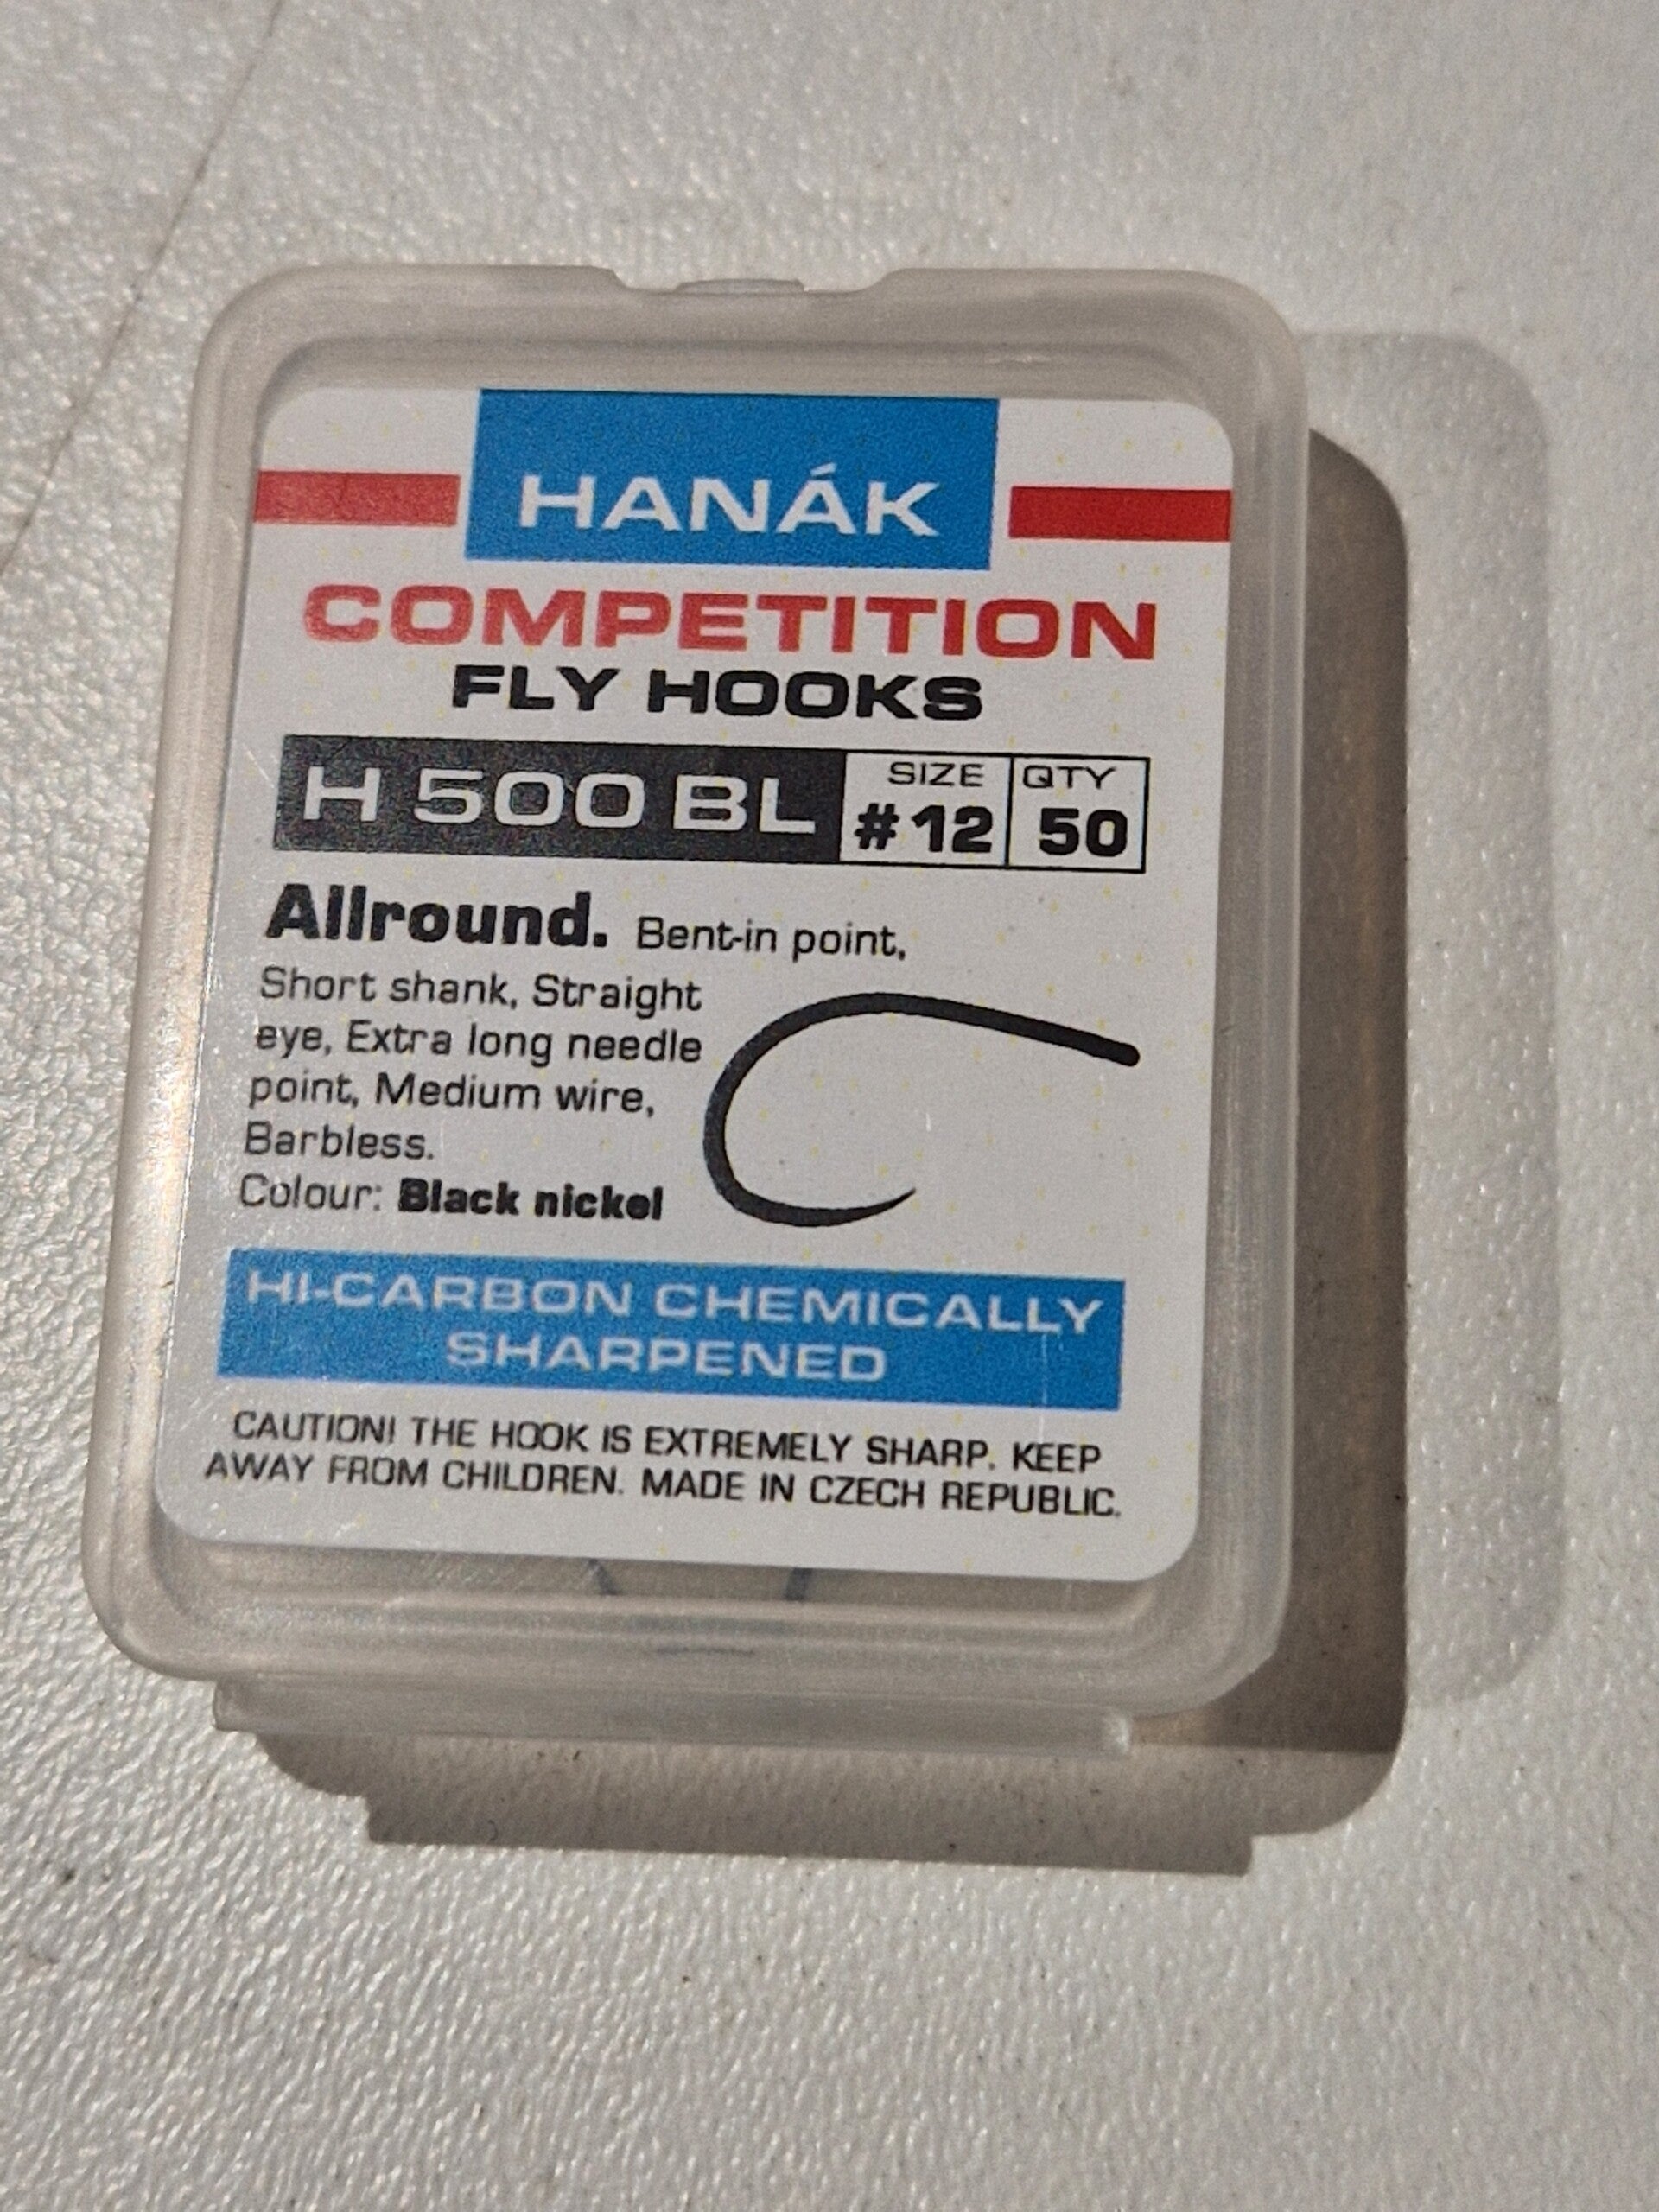 HANÁK
COMPETITION
FLY HOOKS
H 500 BL
SIZE
#12
QTY
50
Allround. Bent-in point,
Short shank, Straight
eye, Extra long needle
point, Medium wire,
Barbless.
Colour: Black nickel
HI-CARBON CHEMICALLY
SHARPENED
CAUTION! THE HOOK IS EXTREMELY SHARP. KEEP
AWAY FROM CHILDREN. MADE IN CZECH REPUBLIC.